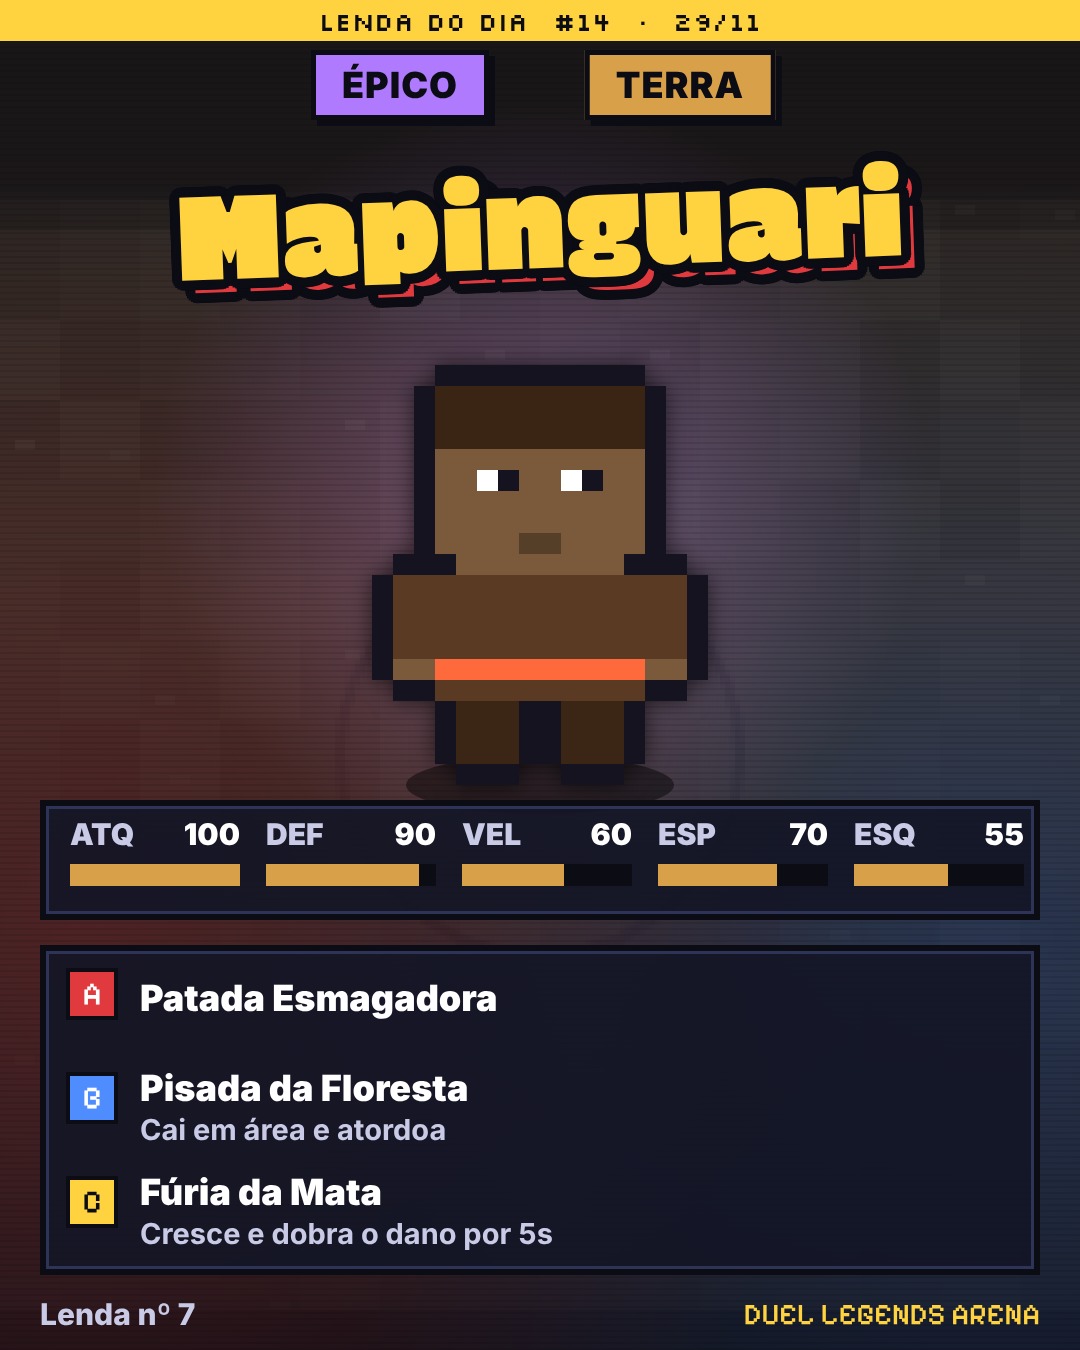 LENDA DO DIA #14 · 29/11
ÉPICO TERRA
Mapinguari
ATQ 100 DEF 90 VEL 60 ESP 70 ESQ 55
A Patada Esmagadora
B Pisada da Floresta
Cai em área e atordoa
C Fúria da Mata
Cresce e dobra o dano por 5s
Lenda nº 7 DUEL LEGENDS ARENA